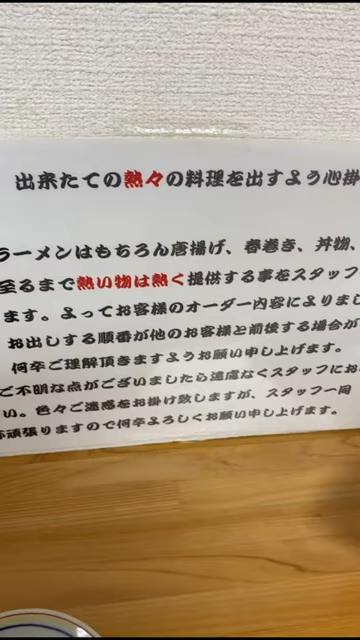 出来たての熱々の料理を出すよう心掛
ラーメンはもちろん唐揚げ、春巻き、丼物、
至るまで熱い物は熱く提供する事をスタッフ
ます。よってお客様のオーダー内容によりまし
お出しする順番が他のお客様と前後する場合が
何卒ご理解頂きますようお願い申し上げます。
ご不明な点がございましたら遠慮なくスタッフにお
い。色々ご迷惑をお掛け致しますが、スタッフ一同
頑張りますので何卒よろしくお願い申し上げます。